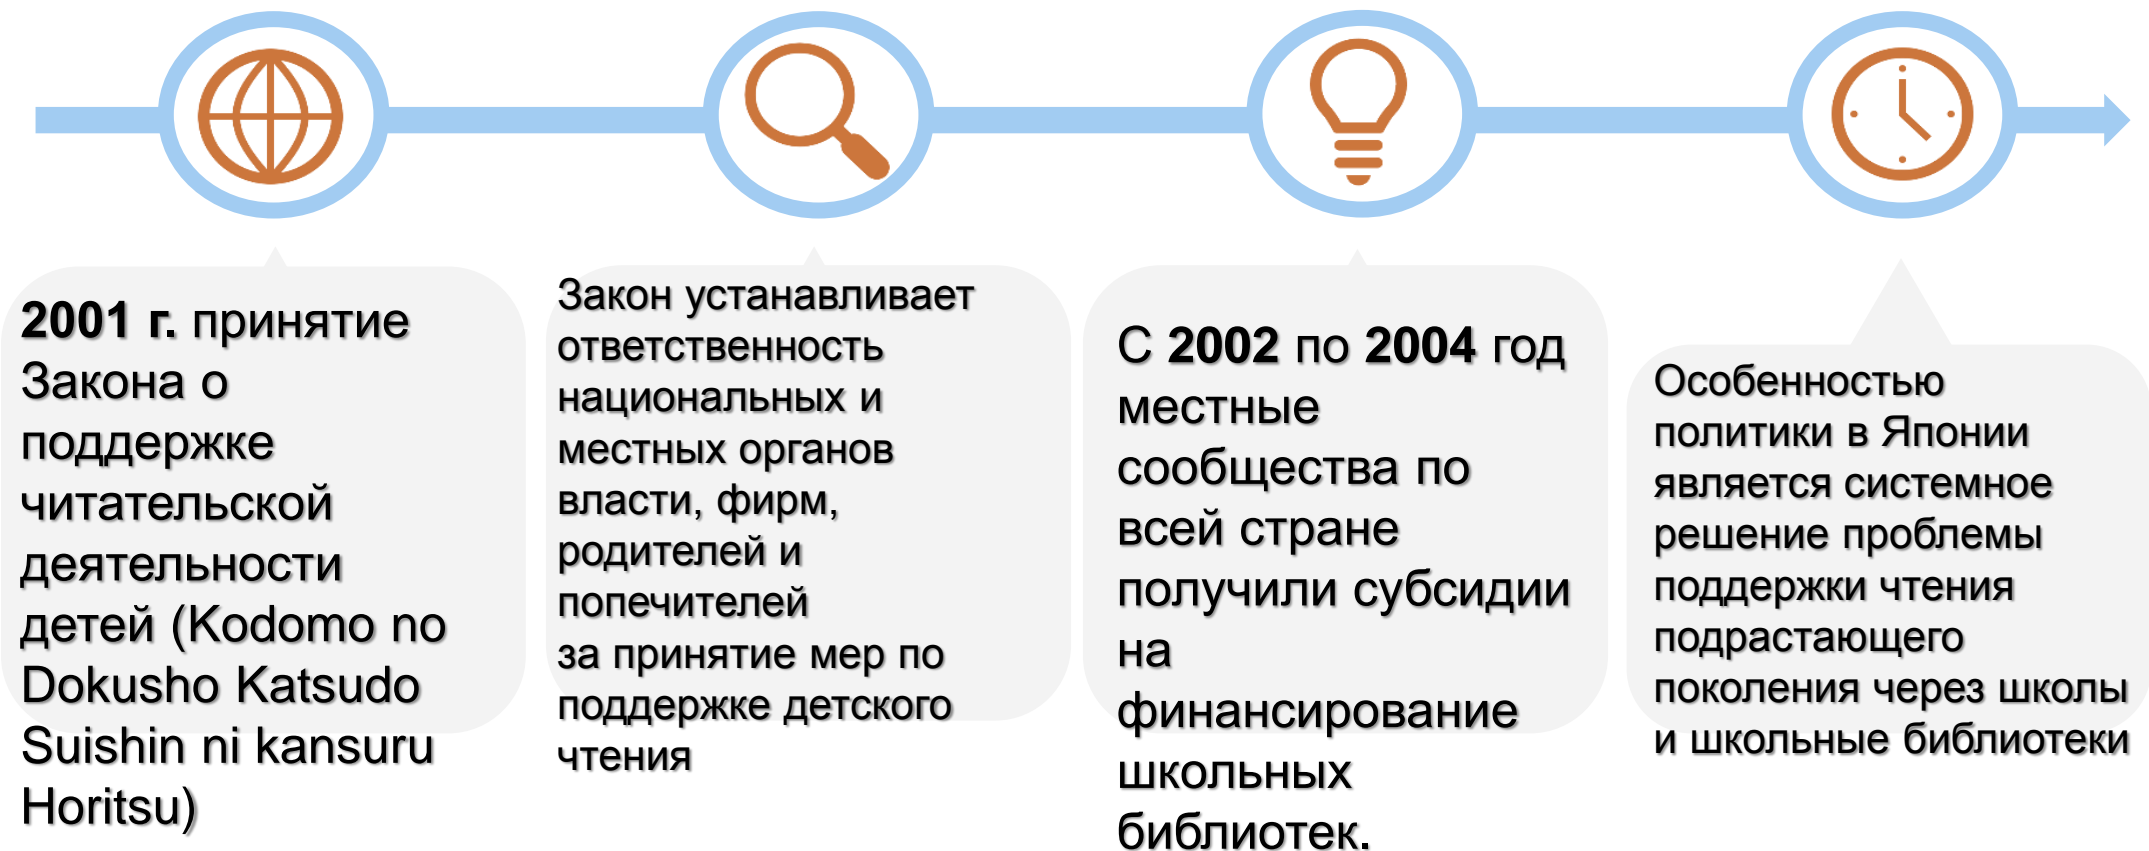 2001 г. принятие
Закона о
поддержке
читательской
деятельности
детей (Kodomo no
Dokusho Katsudo
Suishin ni kansuru
Horitsu)
Закон устанавливает
ответственность
национальных и
местных органов
власти, фирм,
родителей и
попечителей
за принятие мер по
поддержке детского
чтения
С 2002 по 2004 год
местные
сообщества по
всей стране
получили субсидии
на
финансирование
школьных
библиотек.
Особенностью
политики в Японии
является системное
решение проблемы
поддержки чтения
подрастающего
поколения через школы
и школьные библиотеки